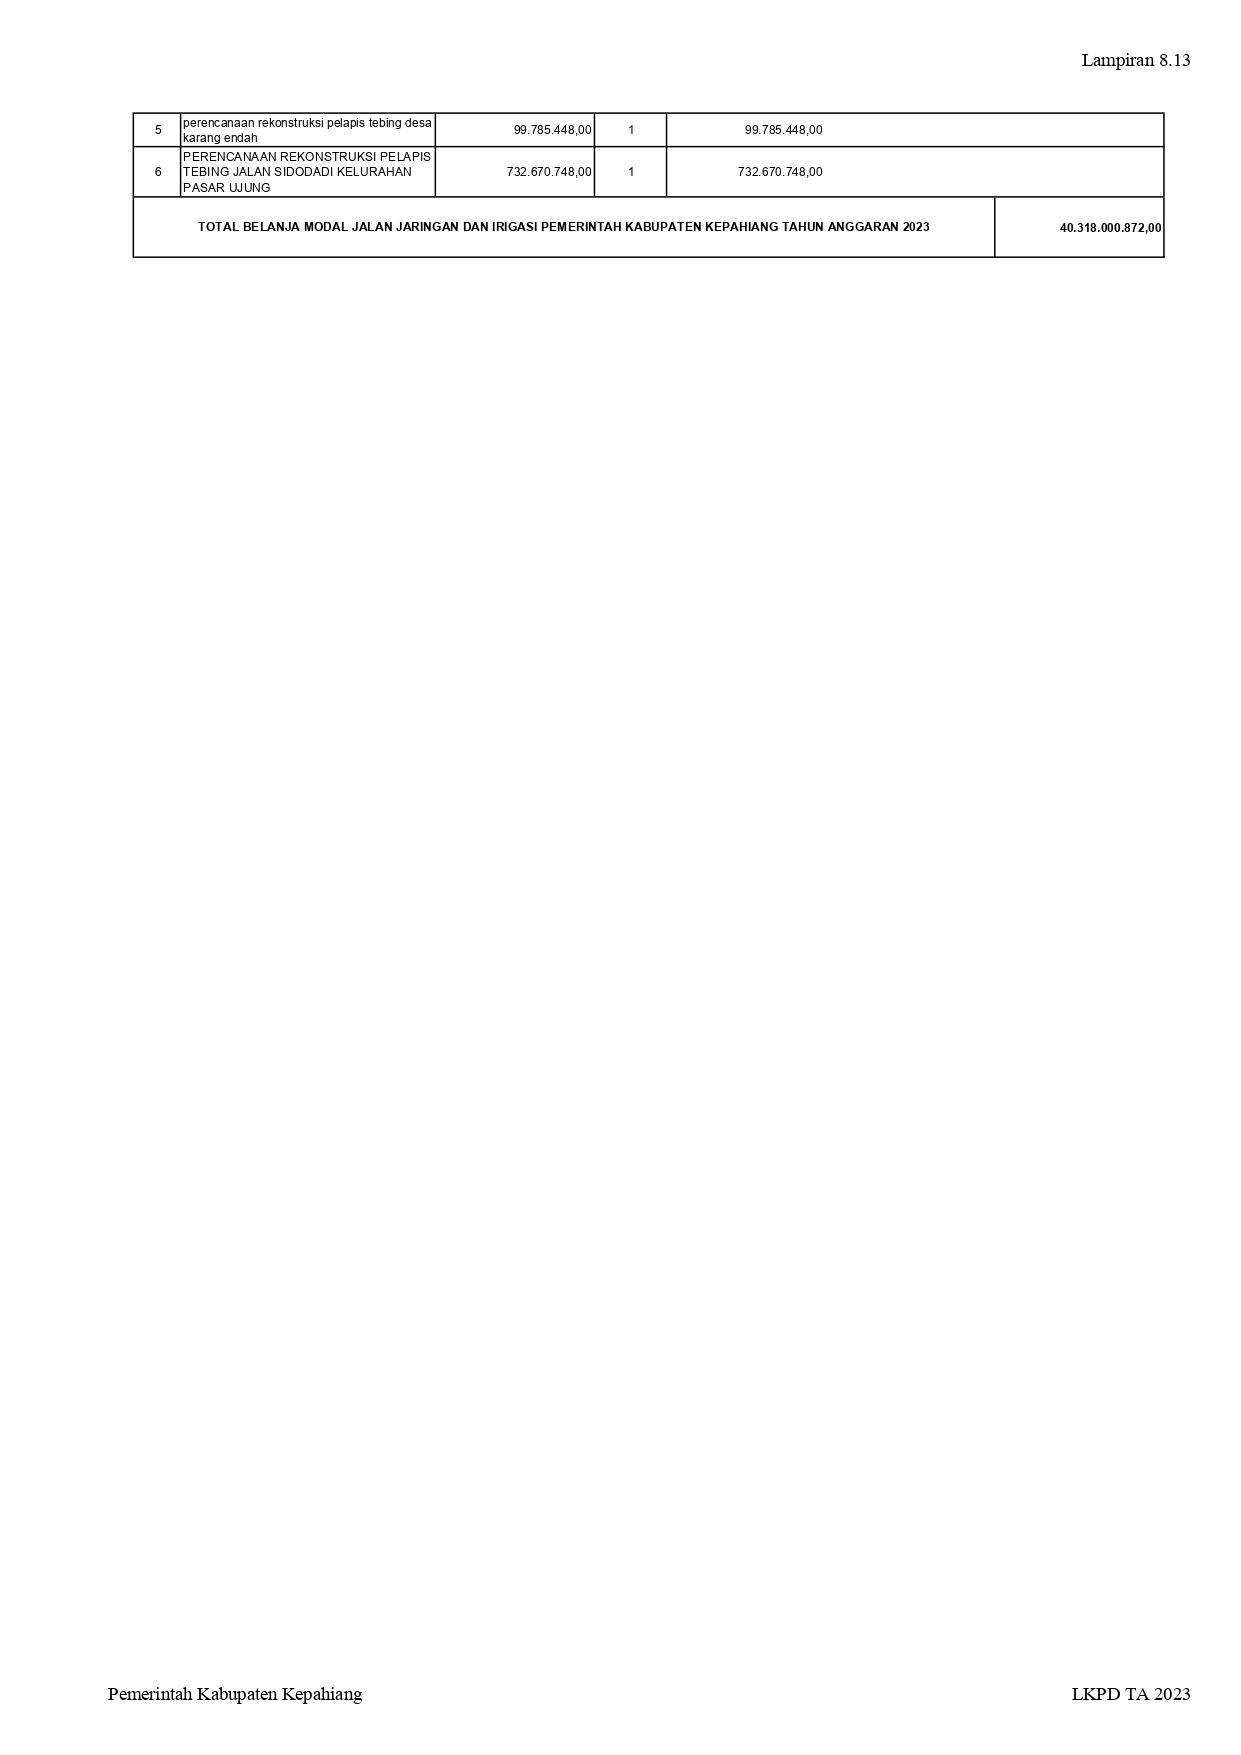 Lampiran 8.13
5 perencanaan rekonstruksi pelapis tebing desa 99.785.448,00 1 99.785.448,00
karang endah
PERENCANAAN REKONSTRUKSI PELAPIS
6 TEBING JALAN SIDODADI KELURAHAN 732.670.748,00 1 732.670.748,00
PASAR UJUNG
TOTAL BELANJA MODAL JALAN JARINGAN DAN IRIGASI PEMERINTAH KABUPATEN KEPAHIANG TAHUN ANGGARAN 2023 40.318.000.872,00
Pemerintah Kabupaten Kepahiang LKPD TA 2023